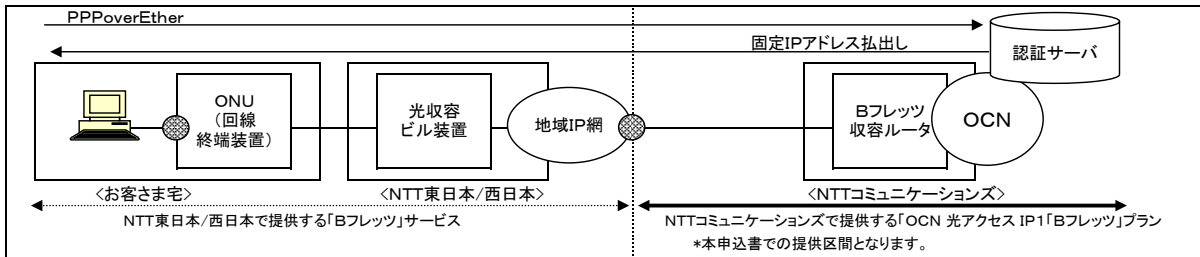 PPPoverEther
固定IPアドレス払出し
認証サーバ
ONU
(回線
終端装置)
光収容
ビル装置
地域IP網
Bフレッツ
収容ルータ
OCN
<お客さま宅>
<NTT東日本/西日本>
<NTTコミュニケーションズ>
NTT東日本/西日本で提供する「Bフレッツ」サービス
NTTコミュニケーションズで提供する「OCN 光アクセス IP1「Bフレッツ」プラン
*本申込書での提供区間となります。